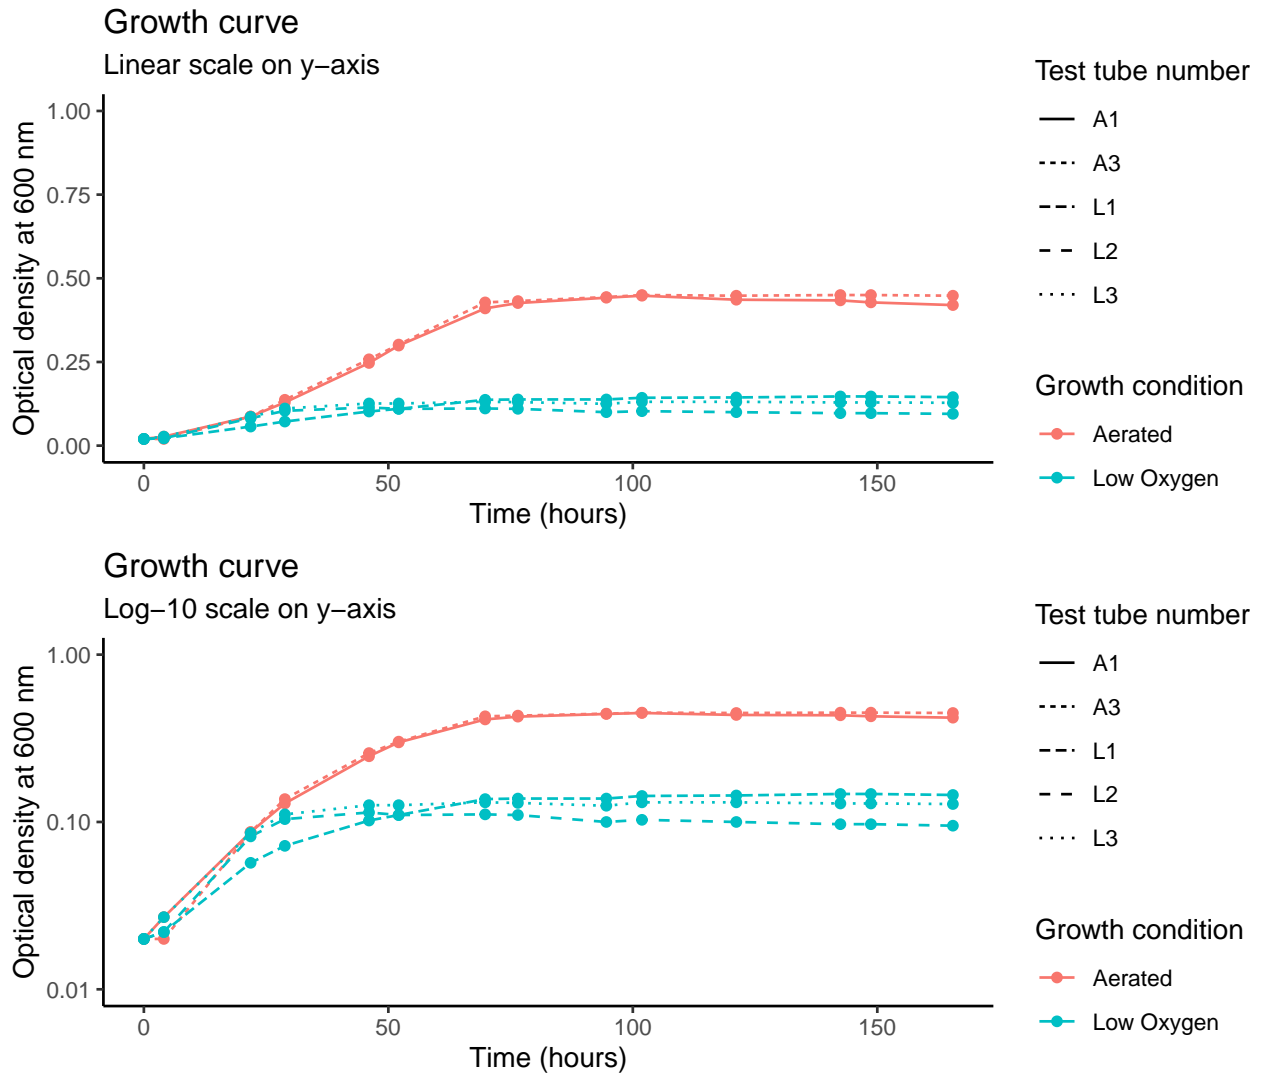 Growth curve
Linear scale on y−axis
Optical density at 600 nm
1.00
0.75
0.50
0.25
0.00
0 50 100 150
Time (hours)
Test tube number
A1
A3
L1
L2
L3
Growth condition
Aerated
Low Oxygen
Growth curve
Log−10 scale on y−axis
Optical density at 600 nm
1.00
0.10
0.01
0 50 100 150
Time (hours)
Test tube number
A1
A3
L1
L2
L3
Growth condition
Aerated
Low Oxygen